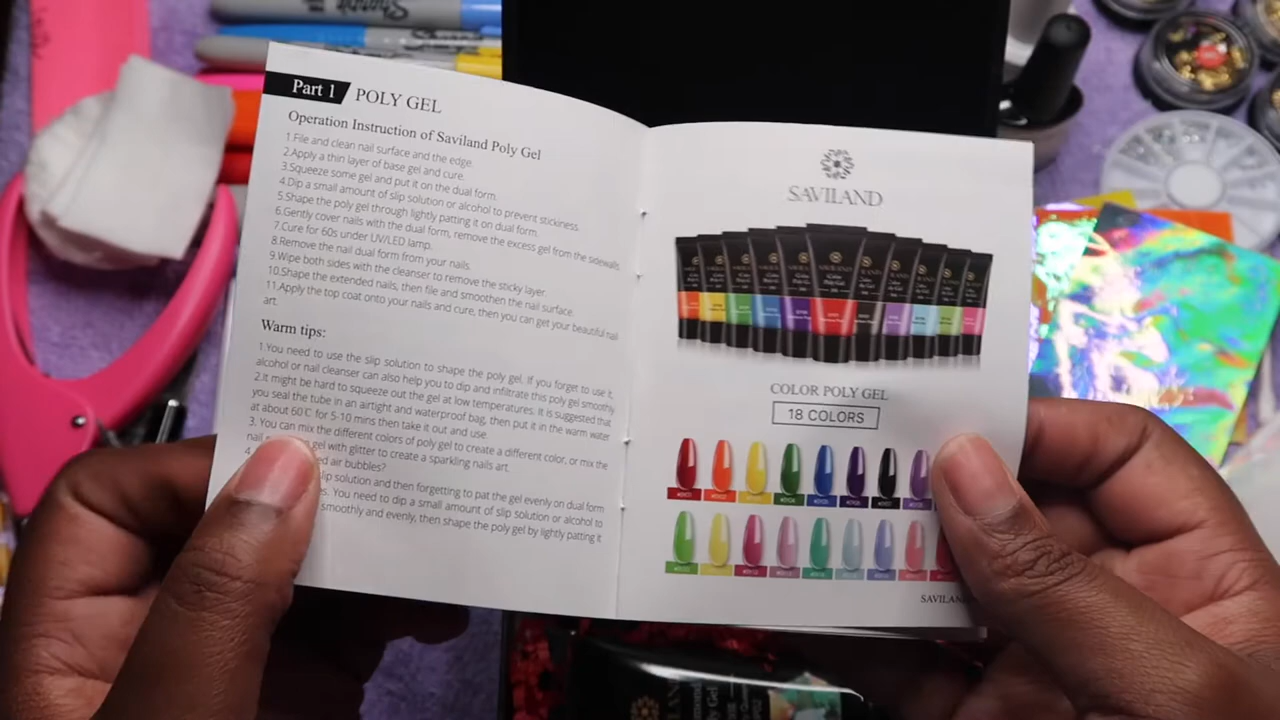 Sharpie
Part 1 POLY GEL
Operation Instruction of Saviland Poly Gel
1.File and clean nail surface and the edge.
2.Apply a thin layer of base gel and cure.
3.Squeeze some gel and put it on the dual form.
4.Dip a small amount of slip solution or alcohol to prevent stickiness.
5.Shape the poly gel through lightly patting it on dual form.
6.Gently cover nails with the dual form, remove the excess gel from the sidewalls
7.Cure for 60s under UV/LED lamp.
8.Remove the nail dual form from your nails.
9.Wipe both sides with the cleanser to remove the sticky layer.
10.Shape the extended nails, then file and smoothen the nail surface.
11.Apply the top coat onto your nails and cure, then you can get your beautiful nail
art.
Warm tips:
1.You need to use the slip solution to shape the poly gel. If you forget to use it,
alcohol or nail cleanser can also help you to dip and infiltrate this poly gel smoothly
2.It might be hard to squeeze out the gel at low temperatures. It is suggested that
you seal the tube in an airtight and waterproof bag, then put it in the warm water
at about 60℃ for 5-10 mins then take it out and use.
3. You can mix the different colors of poly gel to create a different color, or mix the
nail gel with glitter to create a sparkling nails art.
4 air bubbles?
slip solution and then forgetting to pat the gel evenly on dual form
You need to dip a small amount of slip solution or alcohol to
smoothly and evenly, then shape the poly gel by lightly patting it
SAVILAND
COLOR POLY GEL
18 COLORS
SAVILAND
Poly Gel